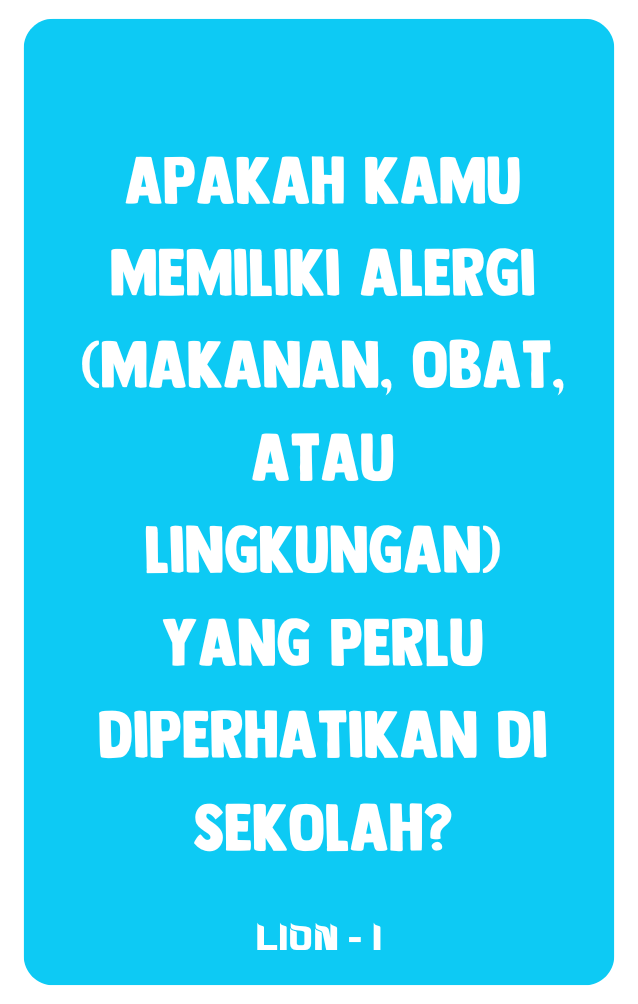 APAKAH KAMU
MEMILIKI ALERGI
(MAKANAN, OBAT,
ATAU
LINGKUNGAN)
YANG PERLU
DIPERHATIKAN DI
SEKOLAH?
LION - 1